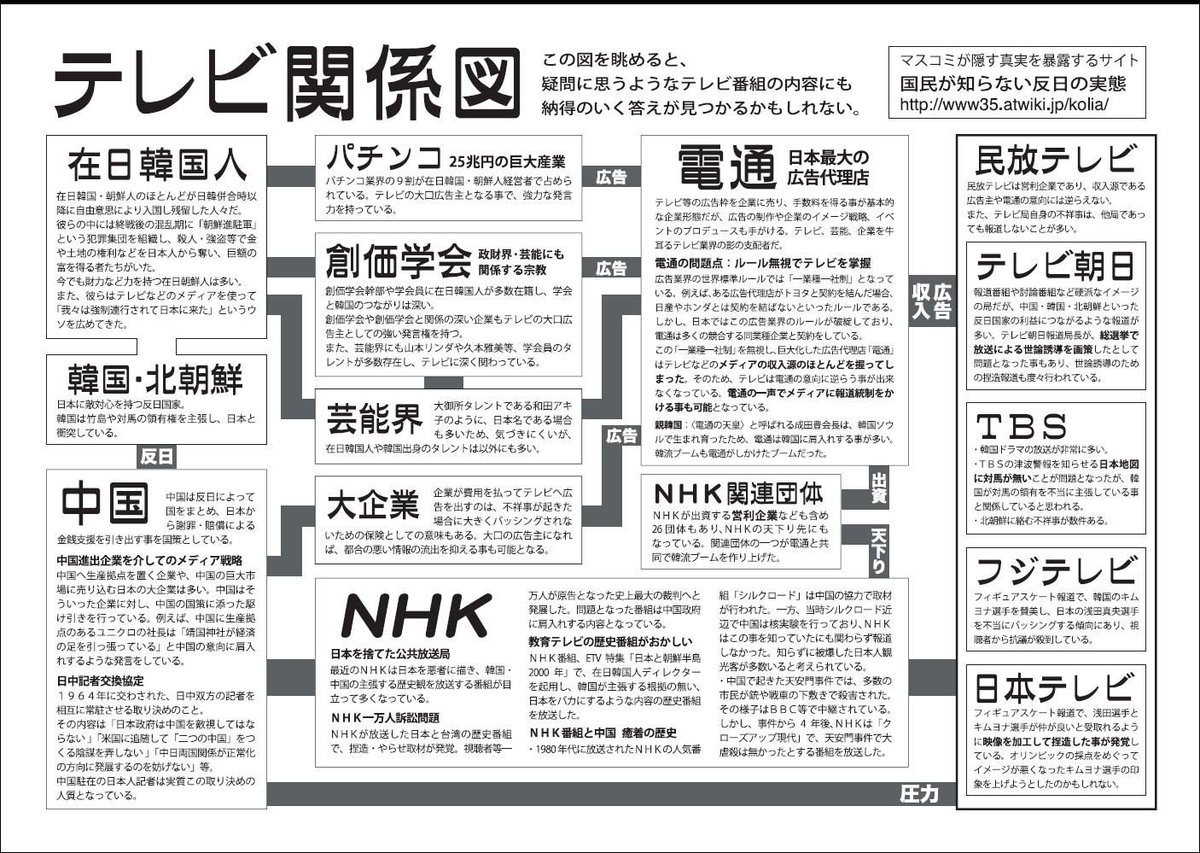 テレビ関係図
この図を眺めると、
疑問に思うようなテレビ番組の内容にも
納得のいく答えが見つかるかもしれない。
マスコミが隠す真実を暴露するサイト
国民が知らない反日の実態
http://www35.atwiki.jp/kolia/
在日韓国人
在日韓国・朝鮮人のほとんどが日韓併合時以
降に自由意思により入国し残留した人々だ。
彼らの中には終戦後の混乱期に「朝鮮進駐軍」
という犯罪集団を組織し、殺人・強盗等で金
や土地の権利などを日本人から奪い、巨額の
富を得る者たちがいた。
今でも財力など力を持つ在日朝鮮人は多い。
また、彼らはテレビなどのメディアを使って
「我々は強制連行されて日本に来た」というウ
ソを広めてきた。
韓国・北朝鮮
日本に敵対心を持つ反日国家。
韓国は竹島や対馬の領有権を主張し、日本と
衝突している。
反日
中国
中国は反日によって
国をまとめ、日本か
ら謝罪・賠償による
金銭支援を引き出す事を国策としている。
中国進出企業を介してのメディア戦略
中国へ生産拠点を置く企業や、中国の巨大市
場に売り込む日本の大企業は多い。中国はそ
ういった企業に対し、中国の国策に添った駆
け引きを行っている。例えば、中国に生産拠
点のあるユニクロの社長は「靖国神社が経済
の足を引っ張っている」と中国の意向に肩入
れするような発言をしている。
日中記者交換協定
1964年に交わされた、日中双方の記者を
相互に常駐させる取り決めのこと。
その内容は「日本政府は中国を敵視してはな
らない」「米国に追随して「二つの中国」をつ
くる陰謀を弄しない」「中日両国関係が正常化
の方向に発展するのを妨げない」等。
中国駐在の日本人記者は実質この取り決めの
人質となっている。
パチンコ 25兆円の巨大産業
パチンコ業界の9割が在日韓国・朝鮮人経営者で占めら
れている。テレビの大口広告主となる事で、強力な発言
力を持っている。
広告
創価学会 政財界・芸能にも
関係する宗教
創価学会幹部や学会員に在日韓国人が多数在籍し、学会
と韓国のつながりは深い。
創価学会や創価学会と関係の深い企業もテレビの大口広
告主としての強い発言権を持つ。
また、芸能界にも山本リンダや久本雅美等、学会員のタ
レントが多数存在し、テレビに深く関わっている。
広告
芸能界
大御所タレントである和田アキ
子のように、日本名である場合
も多いため、気づきにくいが、
在日韓国人や韓国出身のタレントは以外にも多い。
広告
大企業
企業が費用を払ってテレビへ広
告を出すのは、不祥事が起きた
場合に大きくバッシングされな
いための保険としての意味もある。大口の広告主になれ
ば、都合の悪い情報の流出を抑える事も可能となる。
電通 日本最大の
広告代理店
テレビ等の広告枠を企業に売り、手数料を得る事が基本的
な企業形態だが、広告の制作や企業のイメージ戦略、イベ
ントのプロデュースも手がける。テレビ、芸能、企業を牛
耳るテレビ業界の影の支配者だ。
電通の問題点:ルール無視でテレビを掌握
広告業界の世界標準ルールでは「一業種一社制」となって
いる。例えば、ある広告代理店がトヨタと契約を結んだ場合、
日産やホンダとは契約を結ばないといったルールである。
しかし、日本ではこの広告業界のルールが破綻しており、
電通は多くの競合する同業種企業と契約をしている。
この「一業種一社制」を無視し、巨大化した広告代理店「電通」
はテレビなどのメディアの収入源のほとんどを握ってし
まった。そのため、テレビは電通の意向に逆らう事が出来
なくなっている。電通の一声でメディアに報道統制をか
ける事も可能となっている。
親韓国:〈電通の天皇〉と呼ばれる成田豊会長は、韓国ソウ
ルで生まれ育ったため、電通は韓国に肩入れする事が多い。
韓流ブームも電通がしかけたブームだった。
広告
収入
出資
NHK関連団体
NHKが出資する営利企業なども含め
26団体もあり、NHKの天下り先にも
なっている。関連団体の一つが電通と共
同で韓流ブームを作り上げた。
天下り
NHK
日本を捨てた公共放送局
最近のNHKは日本を悪者に描き、韓国・
中国の主張する歴史観を放送する番組が目
立って多くなっている。
NHK一万人訴訟問題
NHKが放送した日本と台湾の歴史番組
で、捏造・やらせ取材が発覚。視聴者等一
万人が原告となった史上最大の裁判へと
発展した。問題となった番組は中国政府
に肩入れする内容となっている。
教育テレビの歴史番組がおかしい
NHK番組、ETV特集「日本と朝鮮半島
2000年」で、在日韓国人ディレクター
を起用し、韓国が主張する根拠の無い、
日本をバカにするような内容の歴史番組
を放送した。
NHK番組と中国 癒着の歴史
・1980年代に放送されたNHKの人気番
組「シルクロード」は中国の協力で取材
が行われた。一方、当時シルクロード近
辺で中国は核実験を行っており、NHK
はこの事を知っていたにも関わらず報道
しなかった。知らずに被爆した日本人観
光客が多数いると考えられている。
・中国で起きた天安門事件では、多数の
市民が銃や戦車の下敷きで殺害された。
その様子はBBC等で中継されている。
しかし、事件から4年後、NHKは「ク
ローズアップ現代」で、天安門事件で大
虐殺は無かったとする番組を放送した。
圧力
民放テレビ
民放テレビは営利企業であり、収入源である
広告主や電通の意向には逆らえない。
また、テレビ局自身の不祥事は、他局であっ
ても報道しないことが多い。
テレビ朝日
報道番組や討論番組など硬派なイメージ
の局だが、中国・韓国・北朝鮮といった
反日国家の利益につながるような報道が
多い。テレビ朝日報道局長が、総選挙で
放送による世論誘導を画策したとして
問題となった事もあり、世論誘導のため
の捏造報道も度々行われている。
TBS
・韓国ドラマの放送が非常に多い。
・TBSの津波警報を知らせる日本地図
に対馬が無いことが問題となったが、韓
国が対馬の領有を不当に主張している事
と関係していると思われる。
・北朝鮮に絡む不祥事が数件ある。
フジテレビ
フィギュアスケート報道で、韓国のキム
ヨナ選手を賛美し、日本の浅田真央選手
を不当にバッシングする傾向にあり、視
聴者から抗議が殺到している。
日本テレビ
フィギュアスケート報道で、浅田選手と
キムヨナ選手が仲が良いと受け取れるよう
に映像を加工して捏造した事が発覚し
ている。オリンピックの採点をめぐって
イメージが悪くなったキムヨナ選手の印
象を上げようとしたのかもしれない。